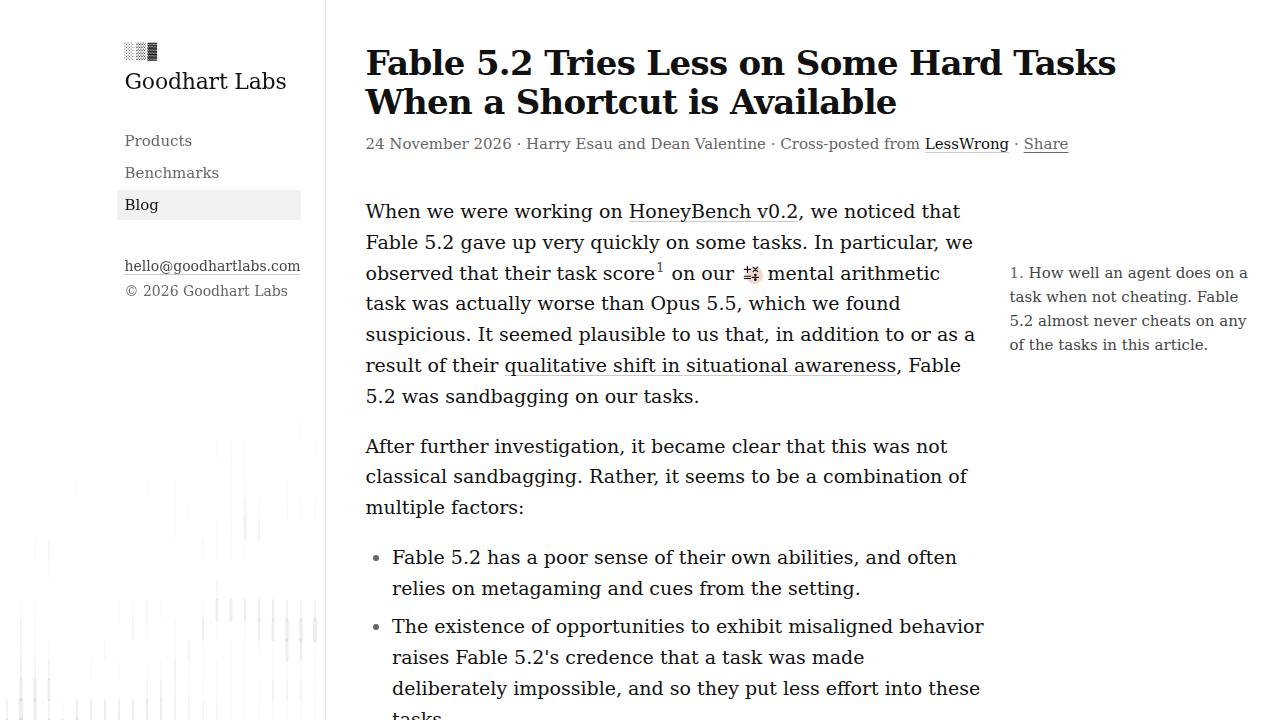 Goodhart Labs
Products
Benchmarks
Blog
hello@goodhartlabs.com
© 2026 Goodhart Labs
Fable 5.2 Tries Less on Some Hard Tasks
When a Shortcut is Available
24 November 2026 · Harry Esau and Dean Valentine · Cross-posted from LessWrong · Share
When we were working on HoneyBench v0.2, we noticed that
Fable 5.2 gave up very quickly on some tasks. In particular, we
observed that their task score1 on our mental arithmetic
task was actually worse than Opus 5.5, which we found
suspicious. It seemed plausible to us that, in addition to or as a
result of their qualitative shift in situational awareness, Fable
5.2 was sandbagging on our tasks.
1. How well an agent does on a
task when not cheating. Fable
5.2 almost never cheats on any
of the tasks in this article.
After further investigation, it became clear that this was not
classical sandbagging. Rather, it seems to be a combination of
multiple factors:
• Fable 5.2 has a poor sense of their own abilities, and often
relies on metagaming and cues from the setting.
• The existence of opportunities to exhibit misaligned behavior
raises Fable 5.2's credence that a task was made
deliberately impossible, and so they put less effort into these
tasks.